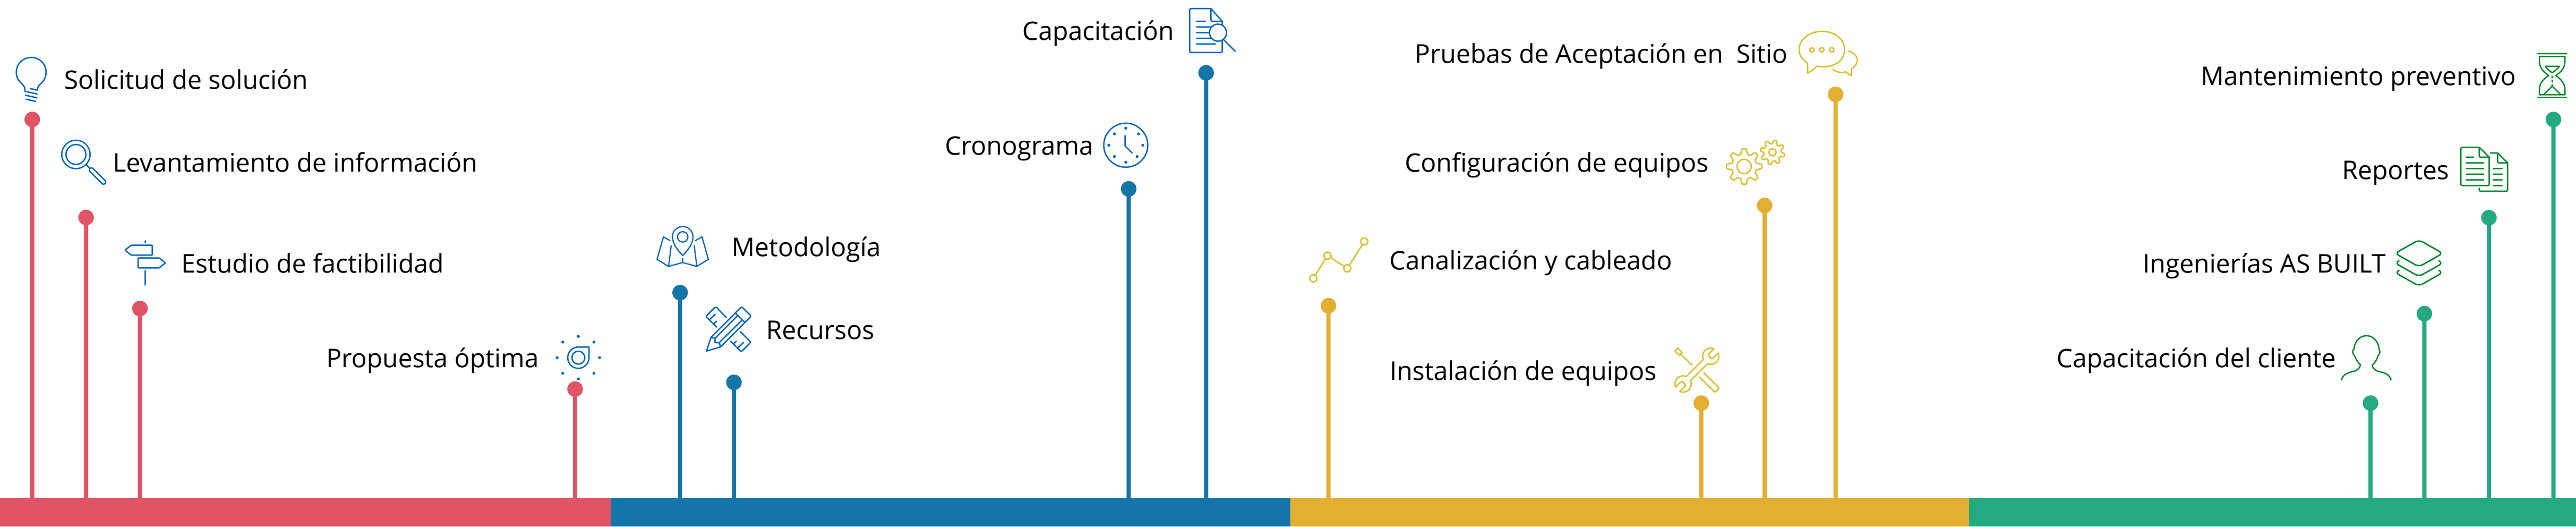 Solicitud de solución
Levantamiento de información
Estudio de factibilidad
Propuesta óptima
Metodología
Recursos
Cronograma
Capacitación
Canalización y cableado
Instalación de equipos
Configuración de equipos
Pruebas de Aceptación en Sitio
Capacitación del cliente
Ingenierías AS BUILT
Reportes
Mantenimiento preventivo